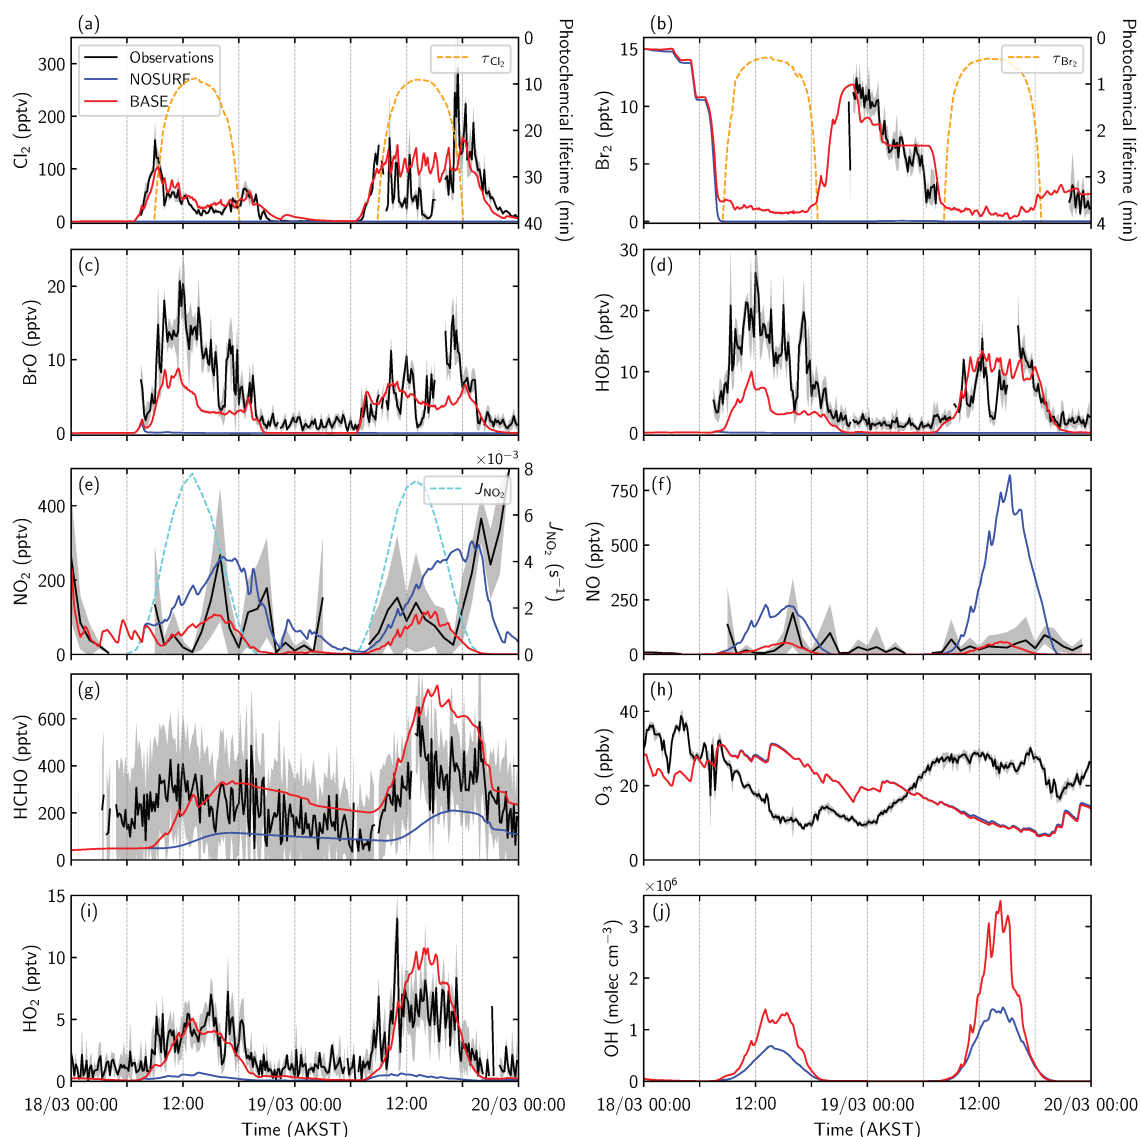 (a)
Observations
NOSURF
BASE
τCl₂
Cl₂ (pptv)
300
200
100
0
0
10
20
30
40
Photochemcial lifetime (min)
(b)
τBr₂
Br₂ (pptv)
15
10
5
0
0
1
2
3
4
Photochemcial lifetime (min)
(c)
BrO (pptv)
20
10
0
(d)
HOBr (pptv)
30
20
10
0
(e)
JNO₂
×10⁻³
NO₂ (pptv)
400
200
0
8
6
4
2
0
JNO₂ (s⁻¹)
(f)
NO (pptv)
750
500
250
0
(g)
HCHO (pptv)
600
400
200
0
(h)
O₃ (ppbv)
40
20
0
(i)
HO₂ (pptv)
15
10
5
0
18/03 00:00
12:00
19/03 00:00
12:00
20/03 00:00
Time (AKST)
(j)
×10⁶
OH (molec cm⁻³)
3
2
1
0
18/03 00:00
12:00
19/03 00:00
12:00
20/03 00:00
Time (AKST)